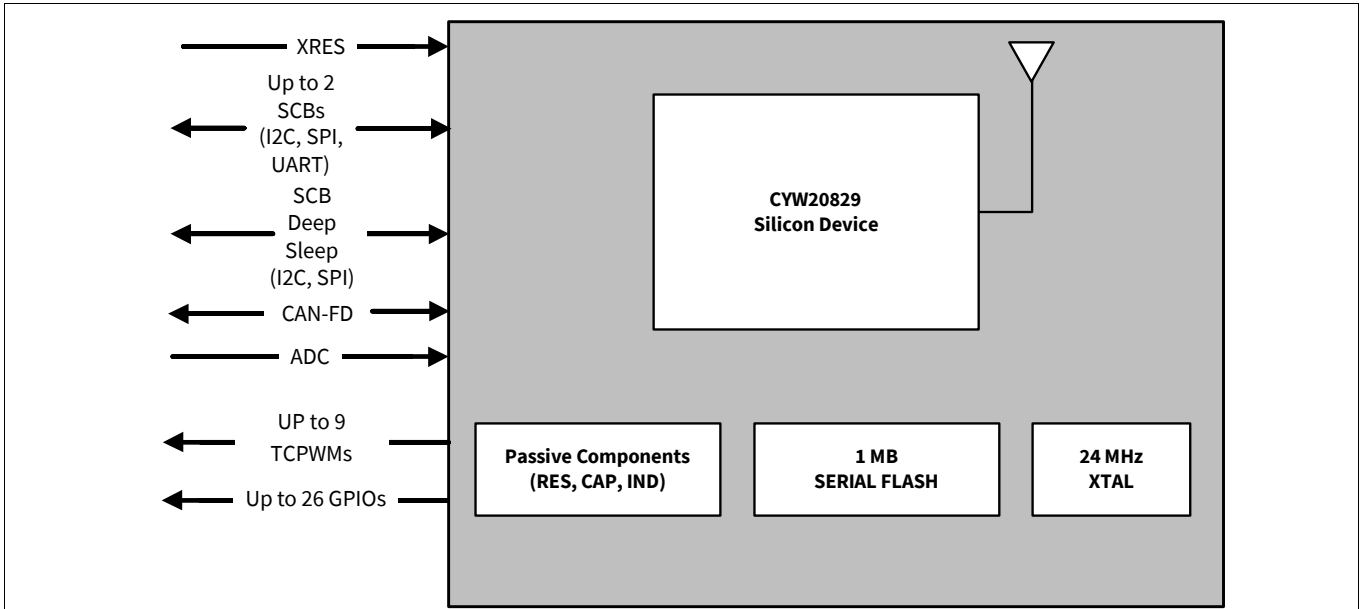 XRES
Up to 2
SCBs
(I2C, SPI,
UART)
SCB
Deep
Sleep
(I2C, SPI)
CAN-FD
ADC
UP to 9
TCPWMs
Up to 26 GPIOs
CYW20829
Silicon Device
Passive Components
(RES, CAP, IND)
1 MB
SERIAL FLASH
24 MHz
XTAL